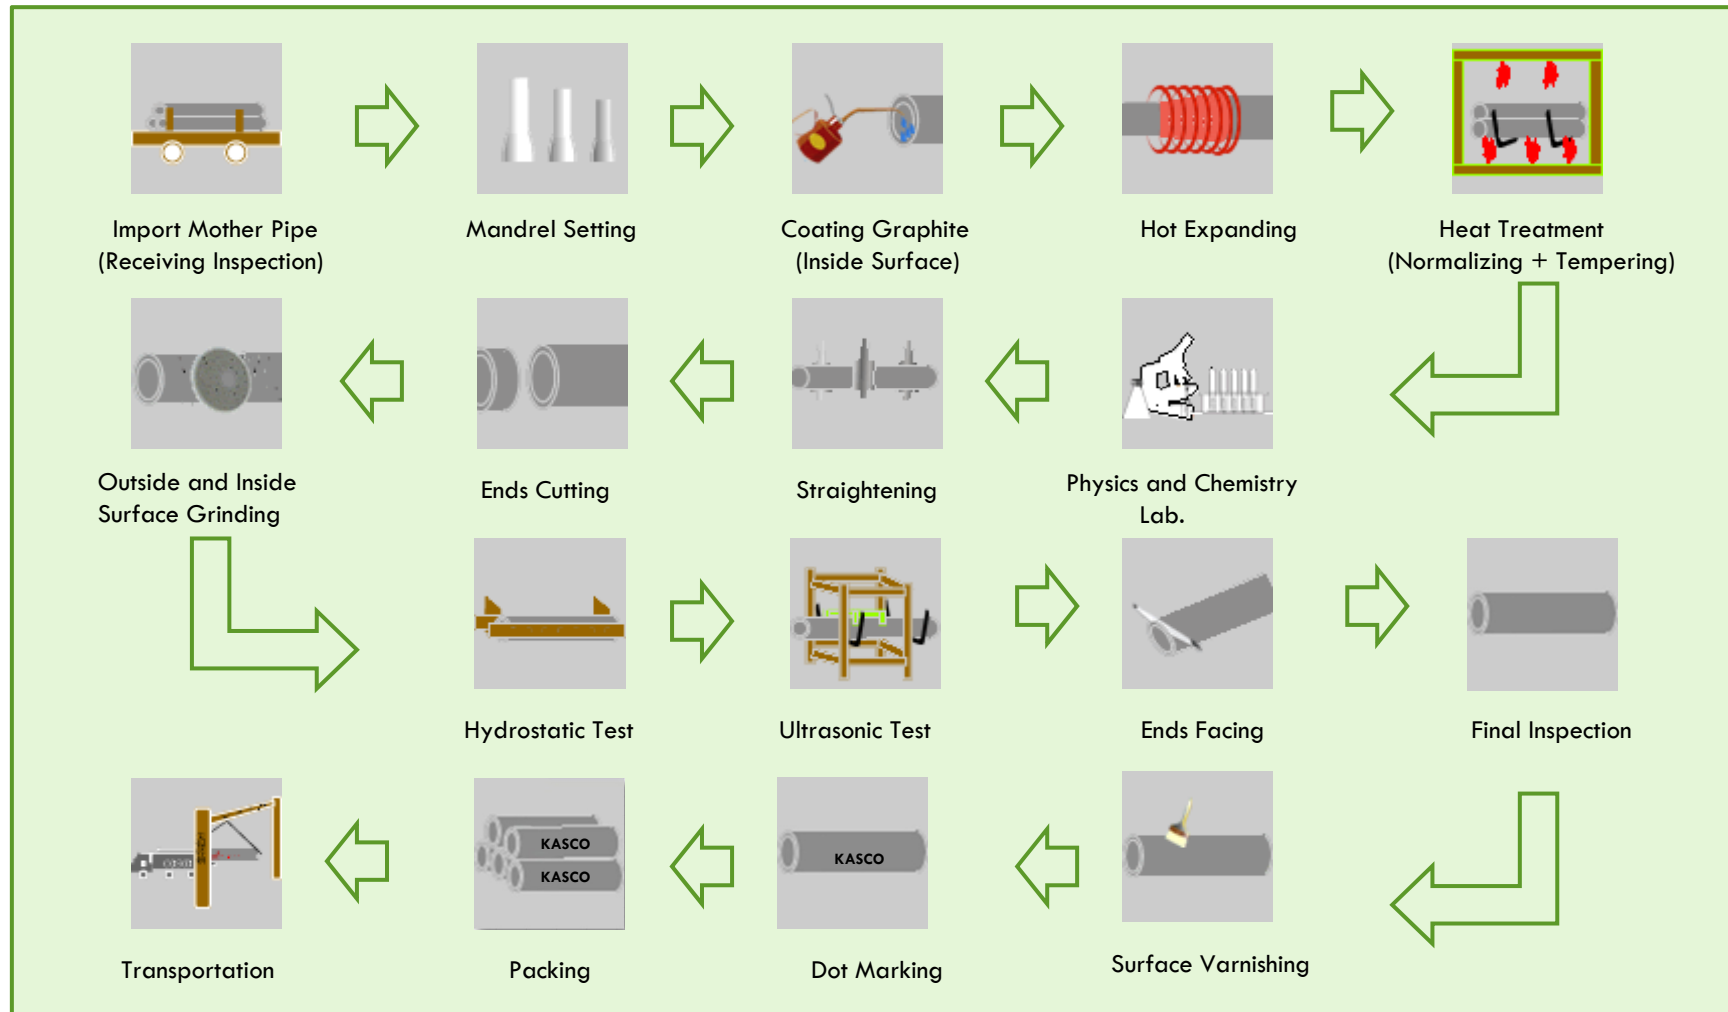 Import Mother Pipe
(Receiving Inspection)
Mandrel Setting
Coating Graphite
(Inside Surface)
Hot Expanding
Heat Treatment
(Normalizing + Tempering)
Outside and Inside
Surface Grinding
Ends Cutting
Straightening
Physics and Chemistry
Lab.
Hydrostatic Test
Ultrasonic Test
Ends Facing
Final Inspection
KASCO
KASCO
KASCO
Transportation
Packing
Dot Marking
Surface Varnishing